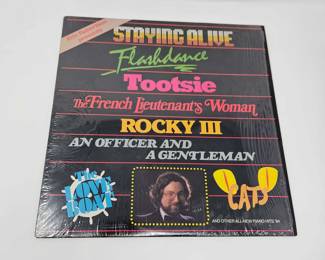 STAYING ALIVE
Flashdance
Tootsie
The French Lieutenant's Woman
ROCKY III
AN OFFICER AND
A GENTLEMAN
The
LOVE
BOAT
CATS
AND OTHER ALL-NEW PIANO HITS '84